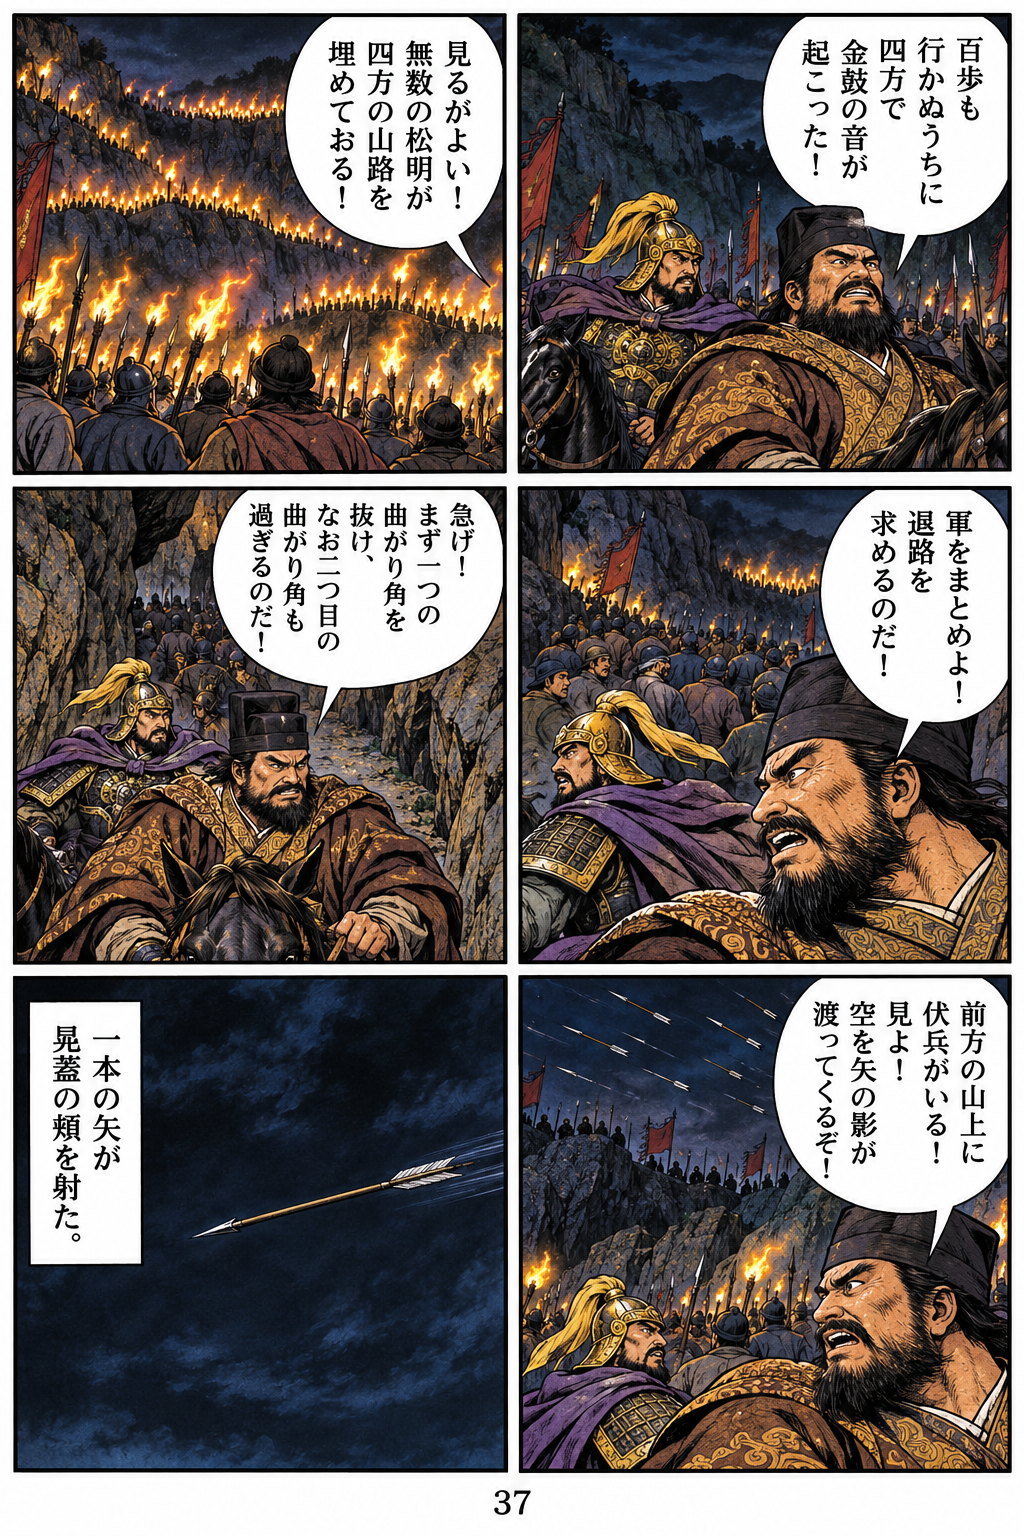 百歩も
行かぬうちに
四方で
金鼓の音が
起こった！
見るがよい！
無数の松明が
四方の山路を
埋めておる！
軍をまとめよ！
退路を
求めるのだ！
急げ！
まず一つの
曲がり角を
抜け、
なお二つ目の
曲がり角も
過ぎるのだ！
前方の山上に
伏兵がいる！
見よ！
空を矢の影が
渡ってくるぞ！
一本の矢が
晁蓋の頬を射た。
37